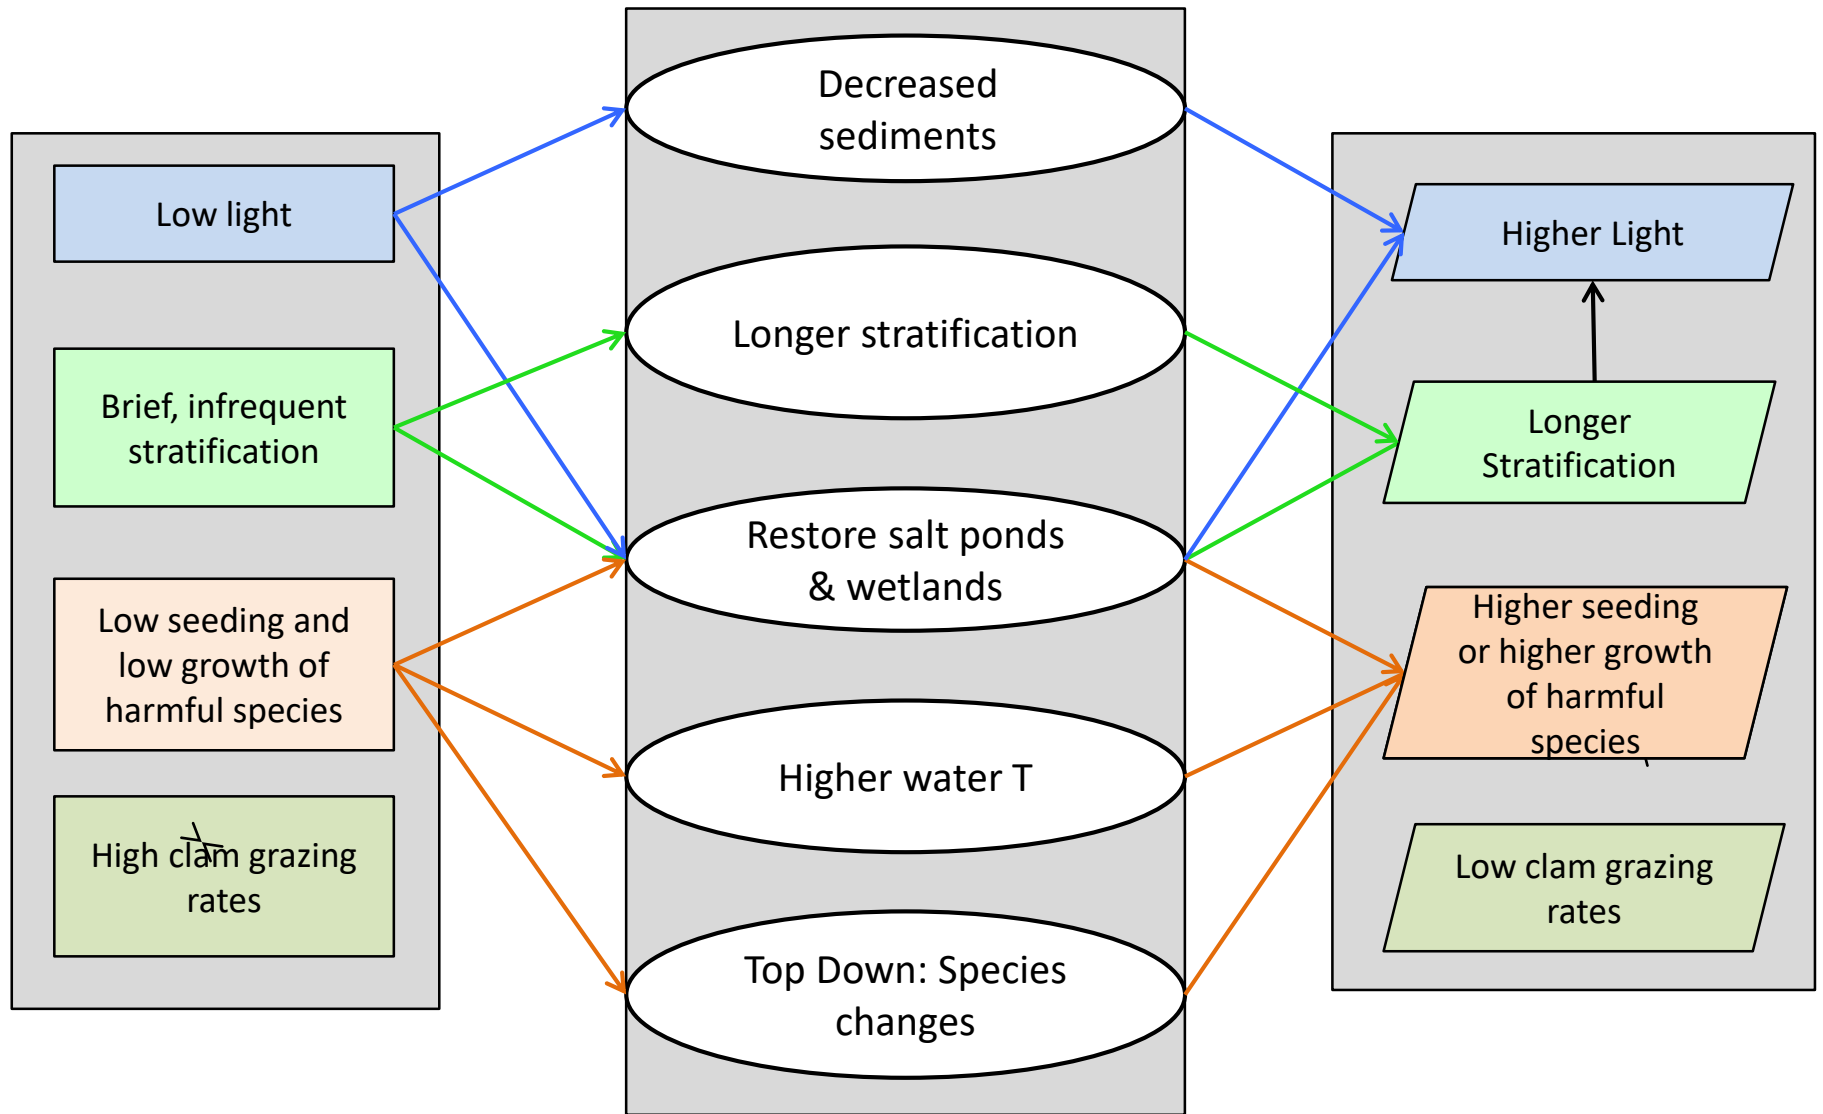 Low light
Brief, infrequent
stratification
Low seeding and
low growth of
harmful species
High clam grazing
rates
Decreased
sediments
Longer stratification
Restore salt ponds
& wetlands
Higher water T
Top Down: Species
changes
Higher Light
Longer
Stratification
Higher seeding
or higher growth
of harmful
species
Low clam grazing
rates